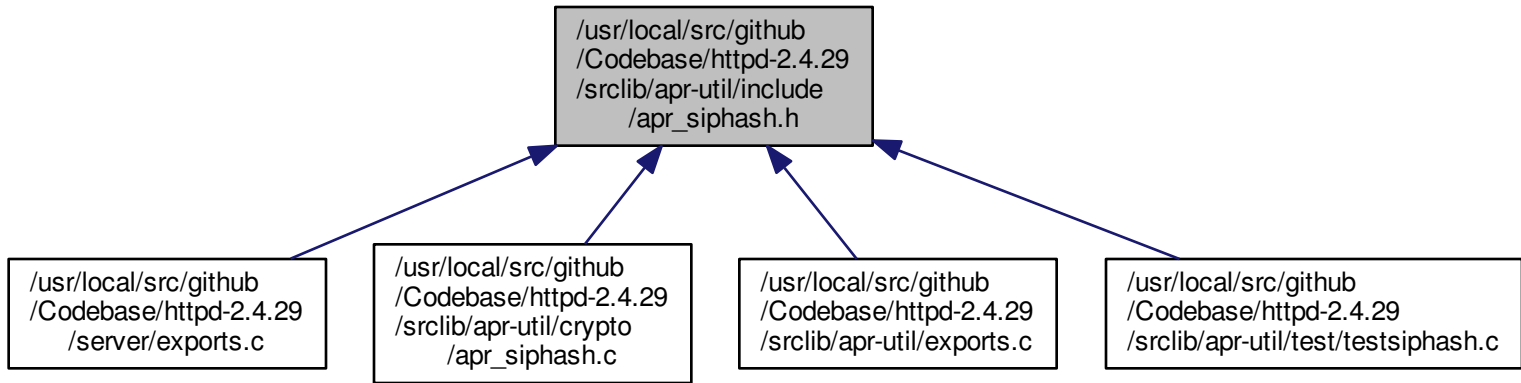 /usr/local/src/github
/Codebase/httpd-2.4.29
/srclib/apr-util/include
/apr_siphash.h
/usr/local/src/github
/Codebase/httpd-2.4.29
/server/exports.c
/usr/local/src/github
/Codebase/httpd-2.4.29
/srclib/apr-util/crypto
/apr_siphash.c
/usr/local/src/github
/Codebase/httpd-2.4.29
/srclib/apr-util/exports.c
/usr/local/src/github
/Codebase/httpd-2.4.29
/srclib/apr-util/test/testsiphash.c